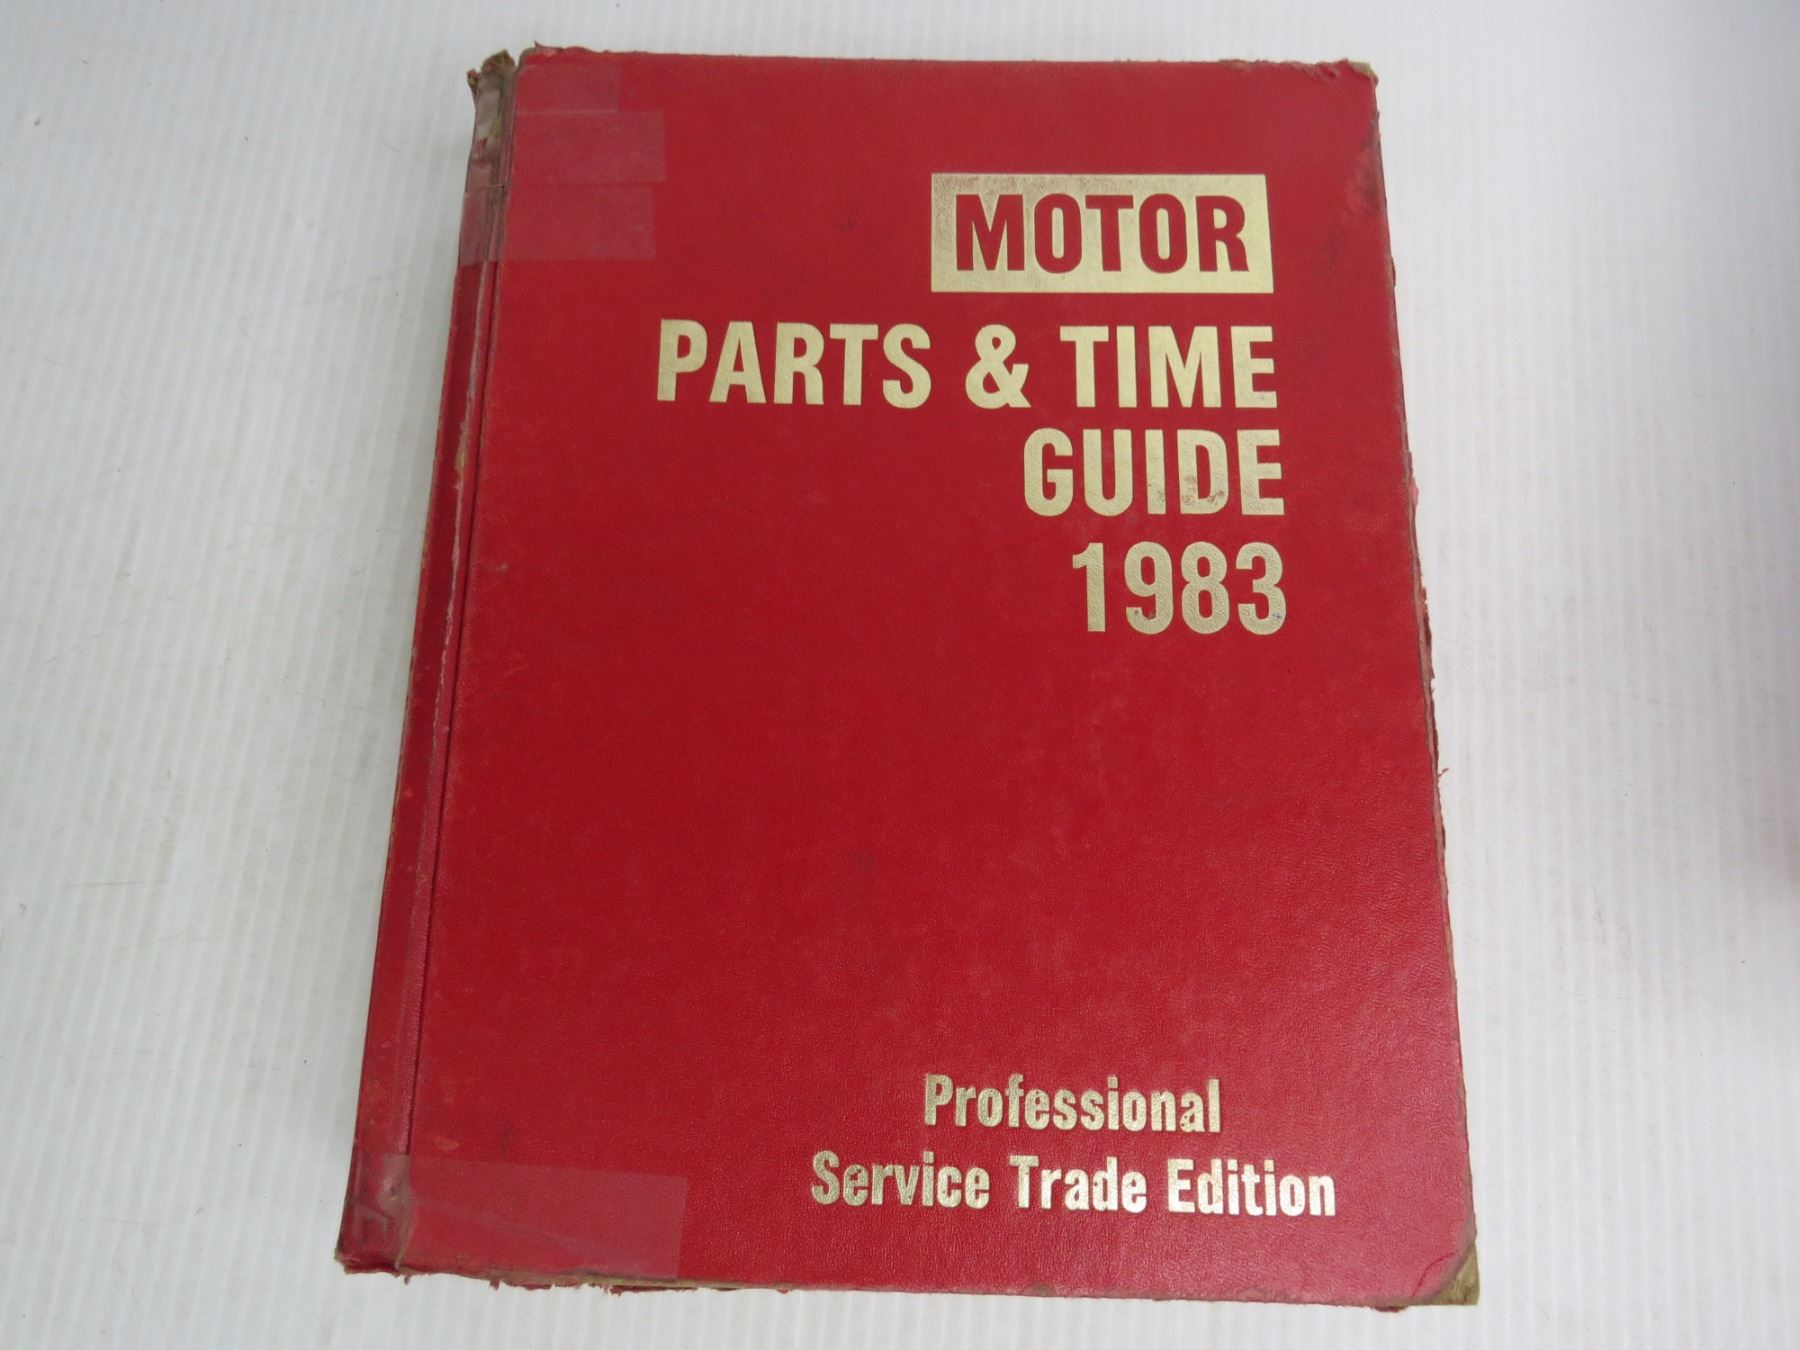 MOTOR
PARTS & TIME
GUIDE
1983
Professional
Service Trade Edition